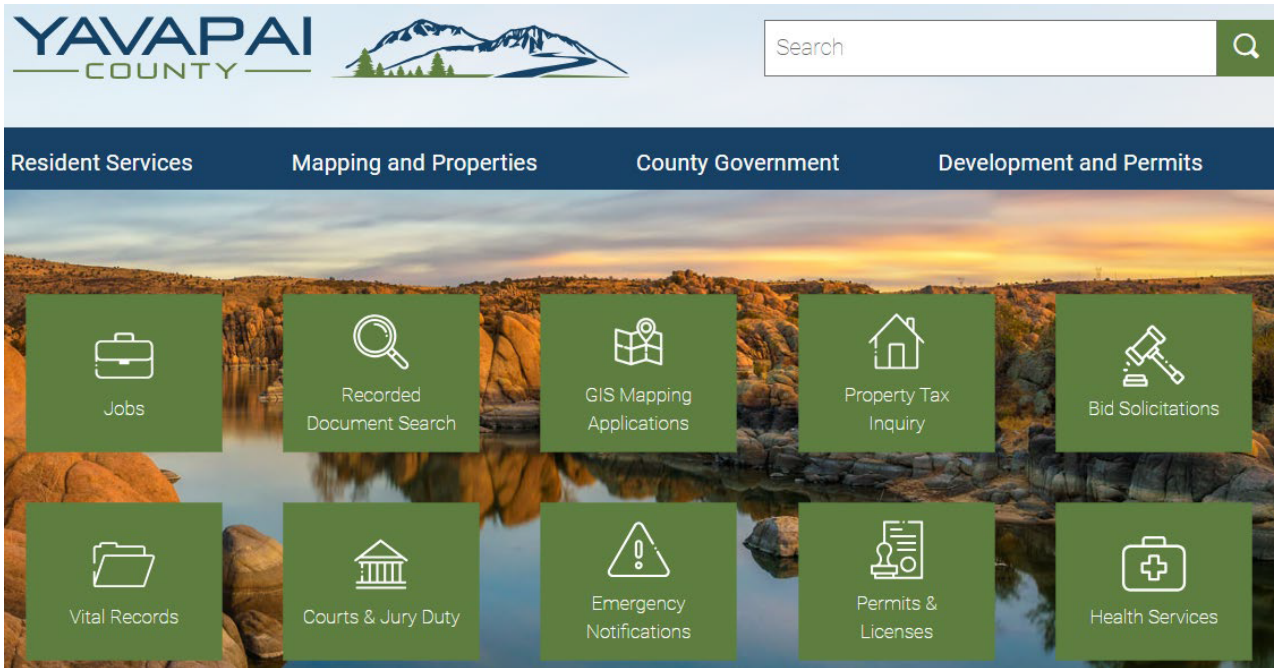 YAVAPAI
COUNTY
Search
Resident Services
Mapping and Properties
County Government
Development and Permits
Jobs
Recorded
Document Search
GIS Mapping
Applications
Property Tax
Inquiry
Bid Solicitations
Vital Records
Courts & Jury Duty
Emergency
Notifications
Permits &
Licenses
Health Services